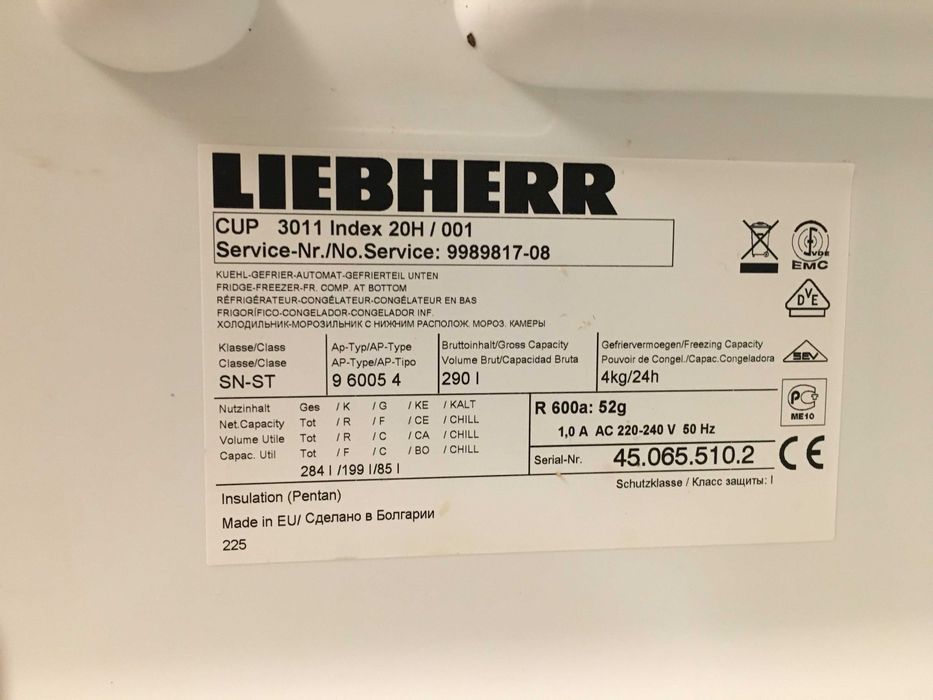 LIEBHERR
CUP 3011 Index 20H / 001
Service-Nr./No.Service: 9989817-08
KUEHL-GEFRIER-AUTOMAT-GEFRIERTEIL UNTEN
FRIDGE-FREEZER-FR. COMP. AT BOTTOM
RÉFRIGÉRATEUR-CONGÉLATEUR-CONGÉLATEUR EN BAS
FRIGORÍFICO-CONGELADOR-CONGELADOR INF.
ХОЛОДИЛЬНИК-МОРОЗИЛЬНИК С НИЖНИМ РАСПОЛОЖ. МОРОЗ. КАМЕРЫ
VDE
EMC
DVE
SEV
РСТ
ME10
CE
Klasse/Class
Classe/Clase
SN-ST
Ap-Typ/AP-Type
AP-Type/AP-Tipo
9 6005 4
Bruttoinhalt/Gross Capacity
Volume Brut/Capacidad Bruta
290 l
Gefriervermoegen/Freezing Capacity
Pouvoir de Congel./Capac.Congeladora
4kg/24h
Nutzinhalt Ges / K / G / KE / KALT
Net.Capacity Tot / R / F / CE / CHILL
Volume Utile Tot / R / C / CA / CHILL
Capac. Util Tot / F / C / BO / CHILL
284 l /199 l/85 l
R 600a: 52g
1,0 A AC 220-240 V 50 Hz
Serial-Nr. 45.065.510.2
Schutzklasse / Класс защиты: I
Insulation (Pentan)
Made in EU/ Сделано в Болгарии
225